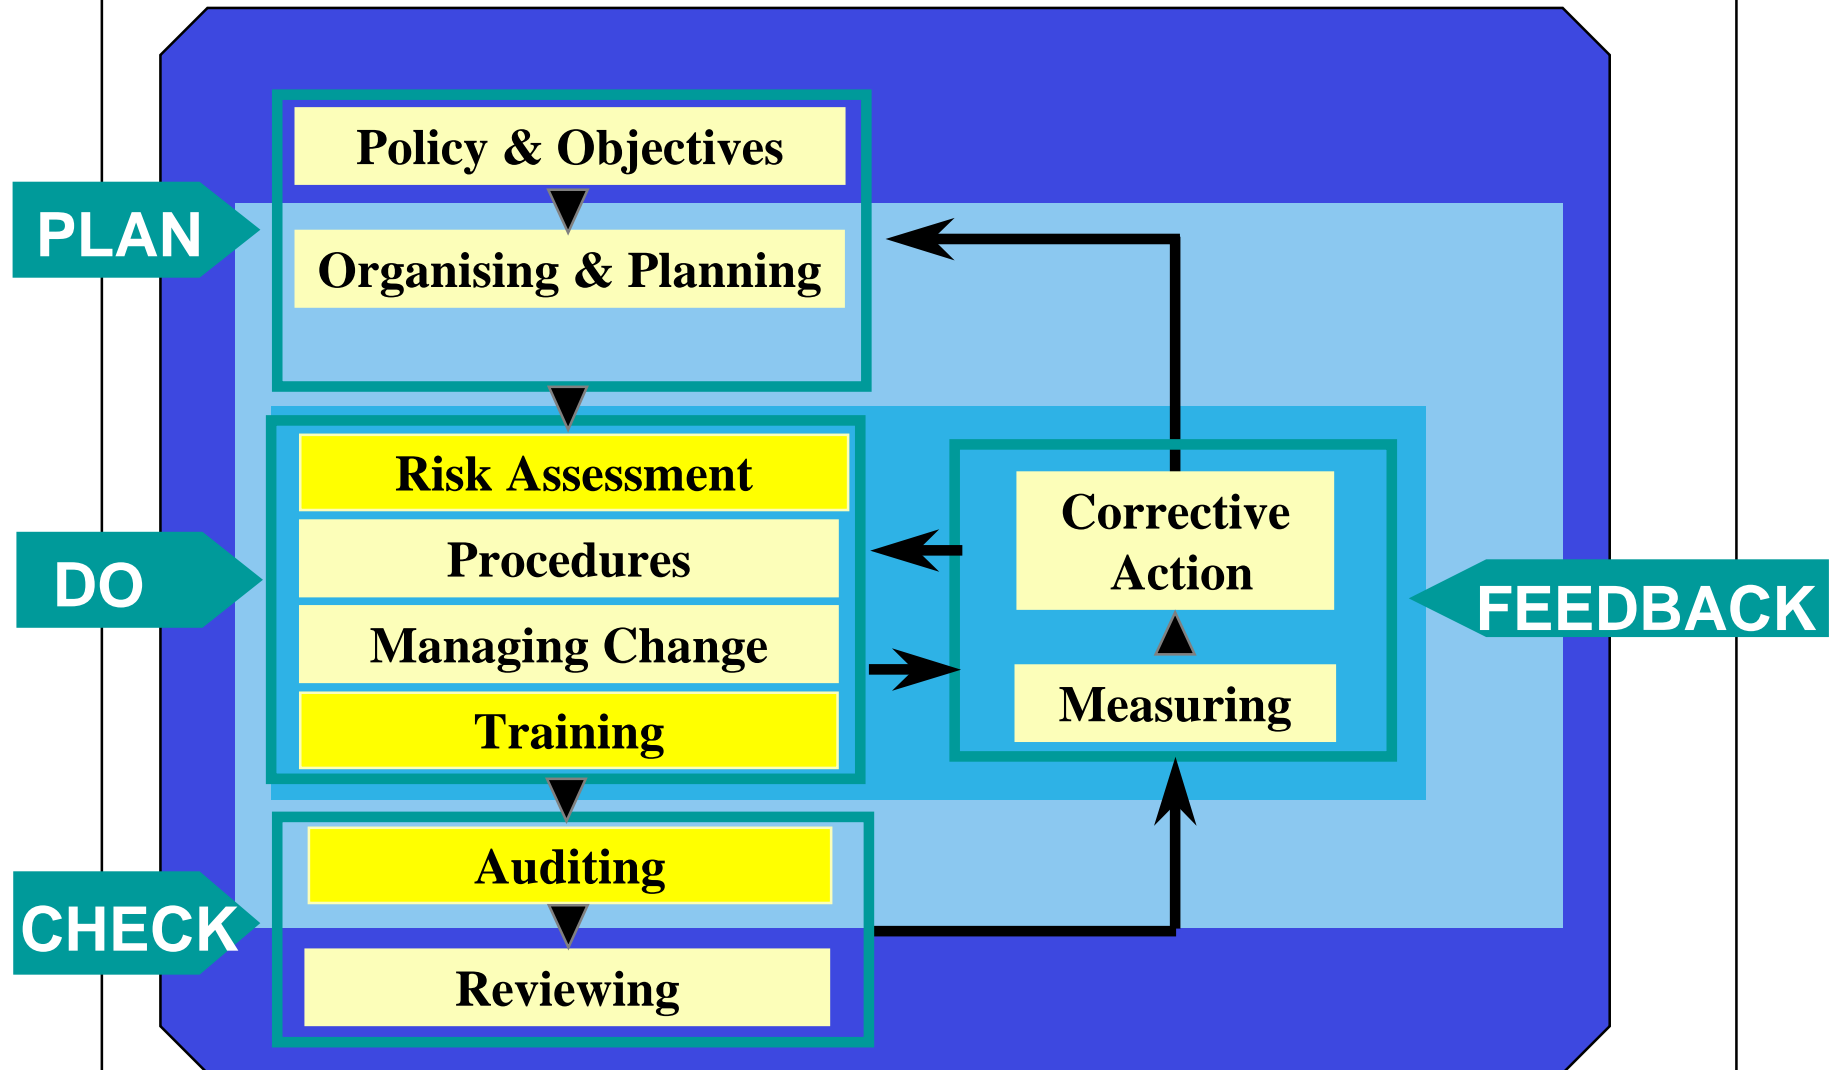 Policy & Objectives
PLAN
Organising & Planning
Risk Assessment
Procedures
DO
Managing Change
Training
Corrective
Action
FEEDBACK
Measuring
Auditing
CHECK
Reviewing